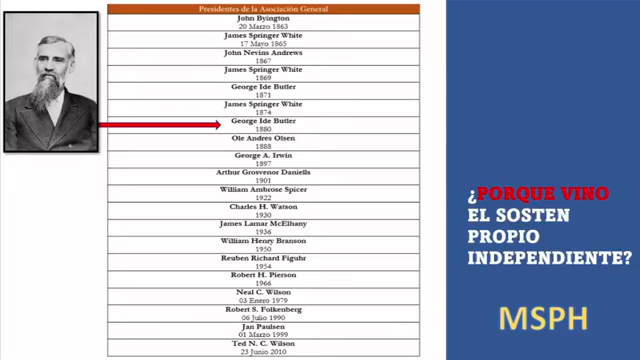 Presidentes de la Asociación General
John Byington
20 Marzo 1863
James Springer White
17 Mayo 1865
John Nevins Andrews
1867
James Springer White
1869
George Ide Butler
1871
James Springer White
1874
George Ide Butler
1880
Ole Andres Olsen
1888
George A. Irwin
1897
Arthur Grosvenor Daniells
1901
William Ambrose Spicer
1922
Charles H. Watson
1930
James Lamar McElhany
1936
William Henry Branson
1950
Reuben Richard Figuhr
1954
Robert H. Pierson
1966
Neal C. Wilson
03 Enero 1979
Robert S. Folkenberg
06 Julio 1990
Jan Paulsen
01 Marzo 1999
Ted N. C. Wilson
23 Junio 2010
¿PORQUE VINO
EL SOSTEN
PROPIO
INDEPENDIENTE?
MSPH